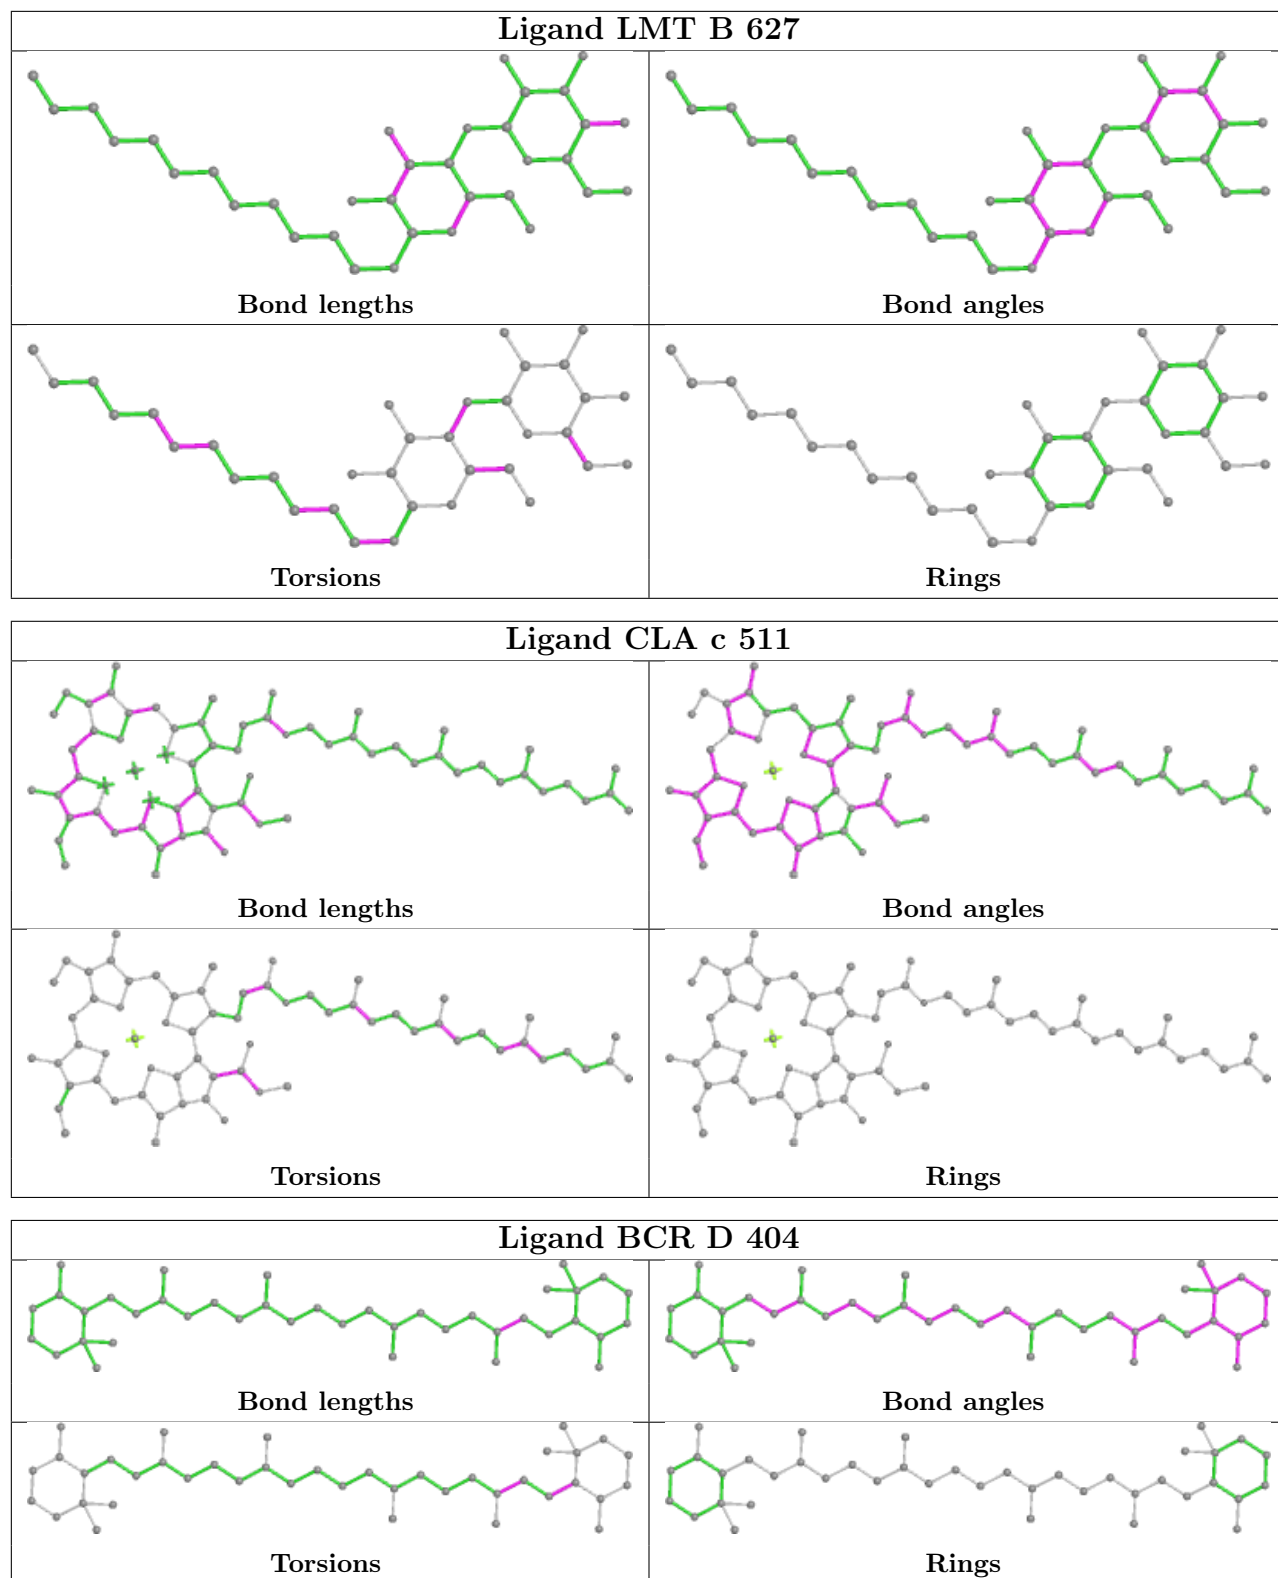 Ligand LMT B 627
Bond lengths
Bond angles
Torsions
Rings
Ligand CLA c 511
Bond lengths
Bond angles
Torsions
Rings
Ligand BCR D 404
Bond lengths
Bond angles
Torsions
Rings